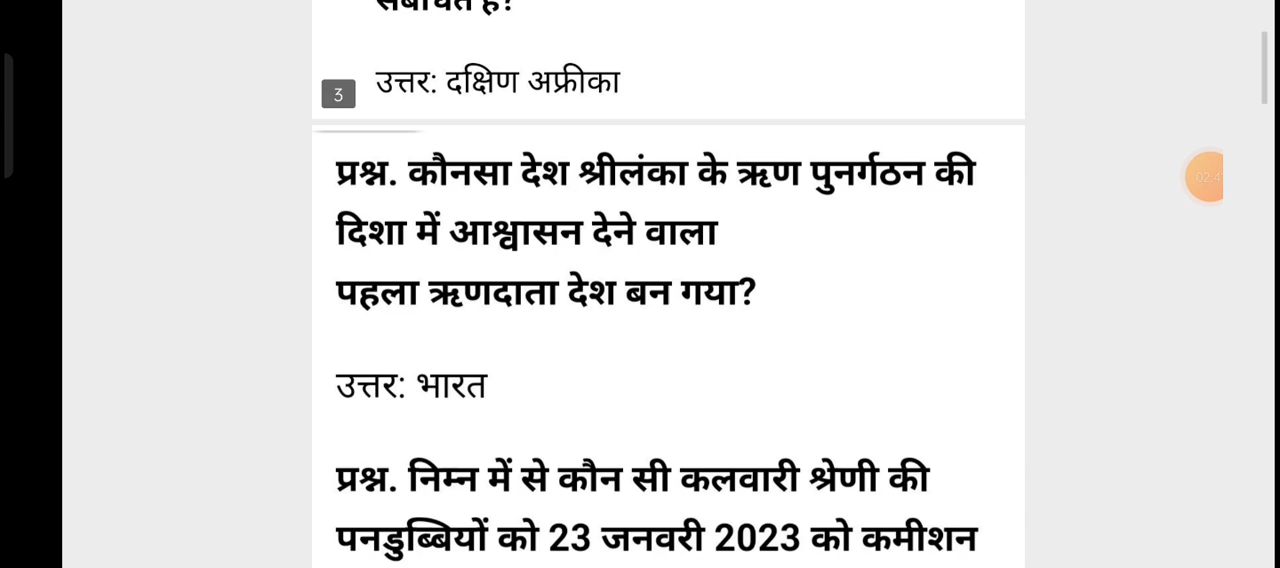 संबंधित है?
उत्तर: दक्षिण अफ्रीका
3
प्रश्न. कौनसा देश श्रीलंका के ऋण पुनर्गठन की
दिशा में आश्वासन देने वाला
पहला ऋणदाता देश बन गया?
उत्तर: भारत
प्रश्न. निम्न में से कौन सी कलवारी श्रेणी की
पनडुब्बियों को 23 जनवरी 2023 को कमीशन